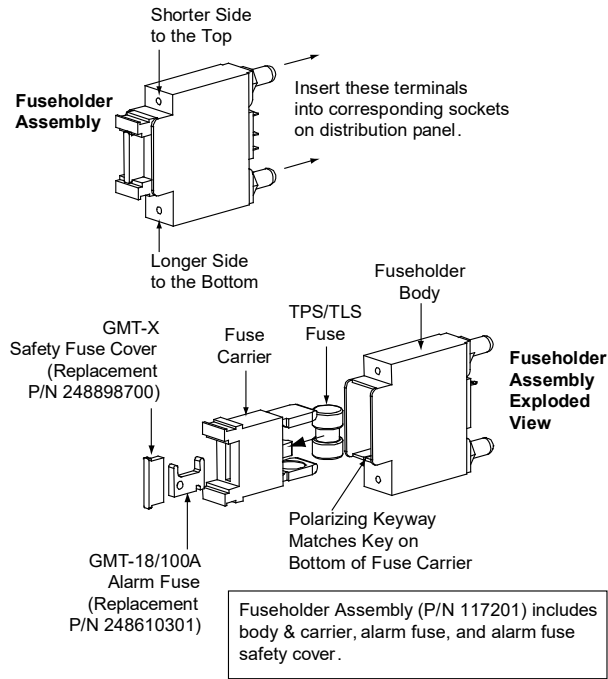 Shorter Side
to the Top
Fuseholder
Assembly
Insert these terminals
into corresponding sockets
on distribution panel.
Longer Side
to the Bottom
Fuseholder
Body
GMT-X
Safety Fuse Cover
(Replacement
P/N 248898700)
Fuse
Carrier
TPS/TLS
Fuse
Fuseholder
Assembly
Exploded
View
Polarizing Keyway
Matches Key on
Bottom of Fuse Carrier
GMT-18/100A
Alarm Fuse
(Replacement
P/N 248610301)
Fuseholder Assembly (P/N 117201) includes
body & carrier, alarm fuse, and alarm fuse
safety cover.